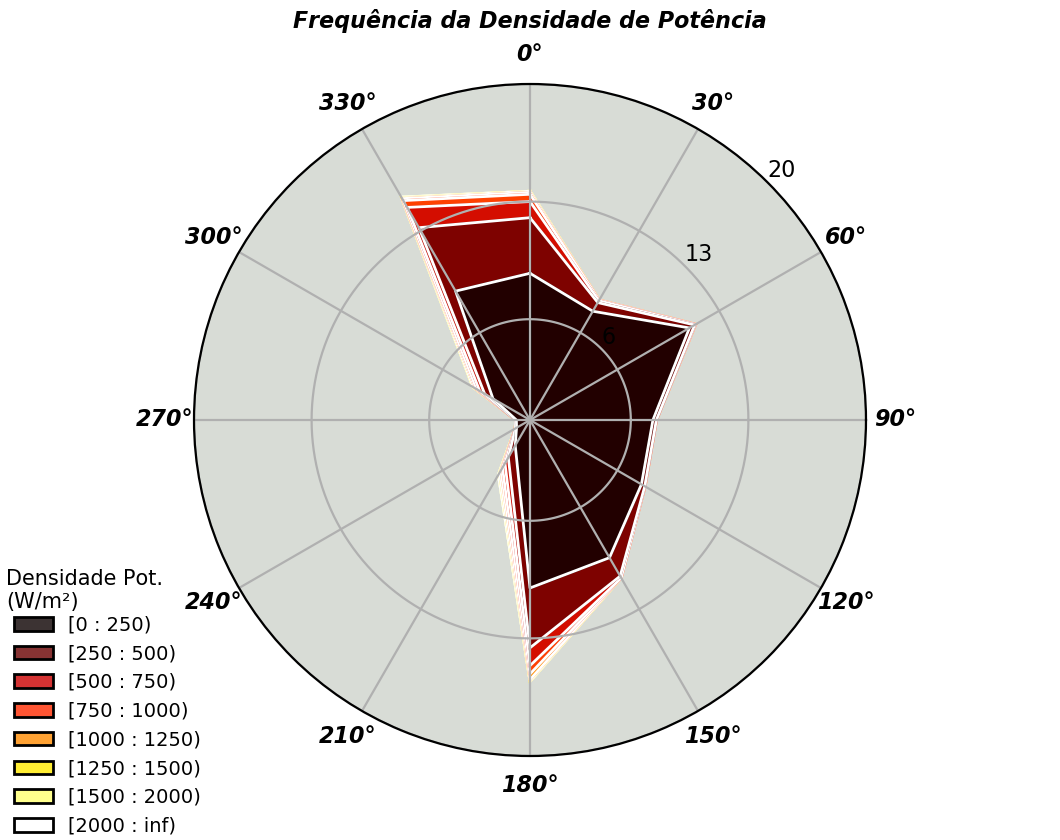 Frequência da Densidade de Potência
0°
330°
30°
20
300°
60°
13
6
270°
90°
240°
120°
210°
150°
180°
Densidade Pot.
(W/m²)
[0 : 250)
[250 : 500)
[500 : 750)
[750 : 1000)
[1000 : 1250)
[1250 : 1500)
[1500 : 2000)
[2000 : inf)